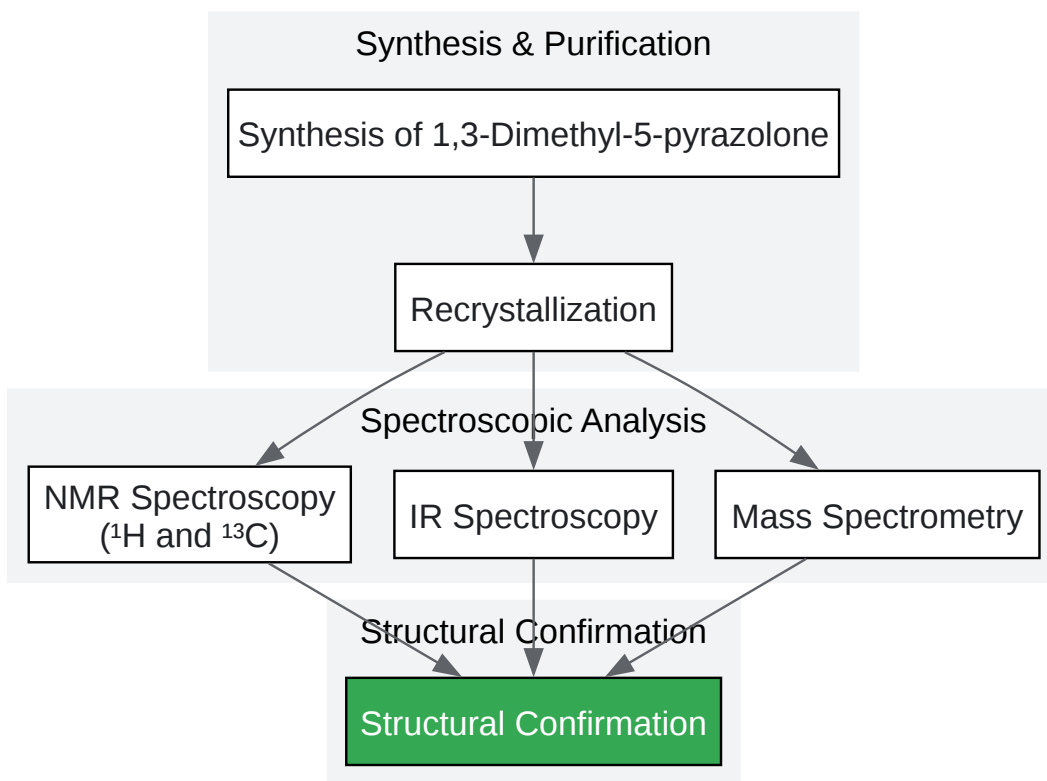 Synthesis & Purification
Synthesis of 1,3-Dimethyl-5-pyrazolone
Recrystallization
Spectroscopic Analysis
NMR Spectroscopy
(¹H and ¹³C)
IR Spectroscopy
Mass Spectrometry
Structural Confirmation
Structural Confirmation